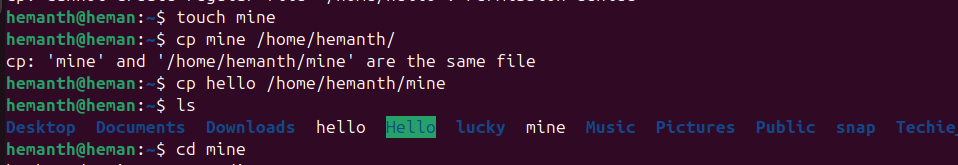 hemanth@heman:~$ touch mine
hemanth@heman:~$ cp mine /home/hemanth/
cp: 'mine' and '/home/hemanth/mine' are the same file
hemanth@heman:~$ cp hello /home/hemanth/mine
hemanth@heman:~$ ls
Desktop Documents Downloads hello Hello lucky mine Music Pictures Public snap Techie_
hemanth@heman:~$ cd mine